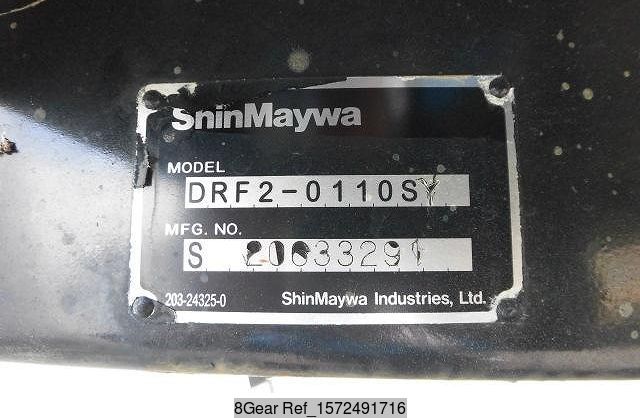 ShinMaywa
MODEL
DRF2-0110SY
MFG. NO.
S 20633291
203-24325-0
ShinMaywa Industries, Ltd.
8Gear Ref_1572491716